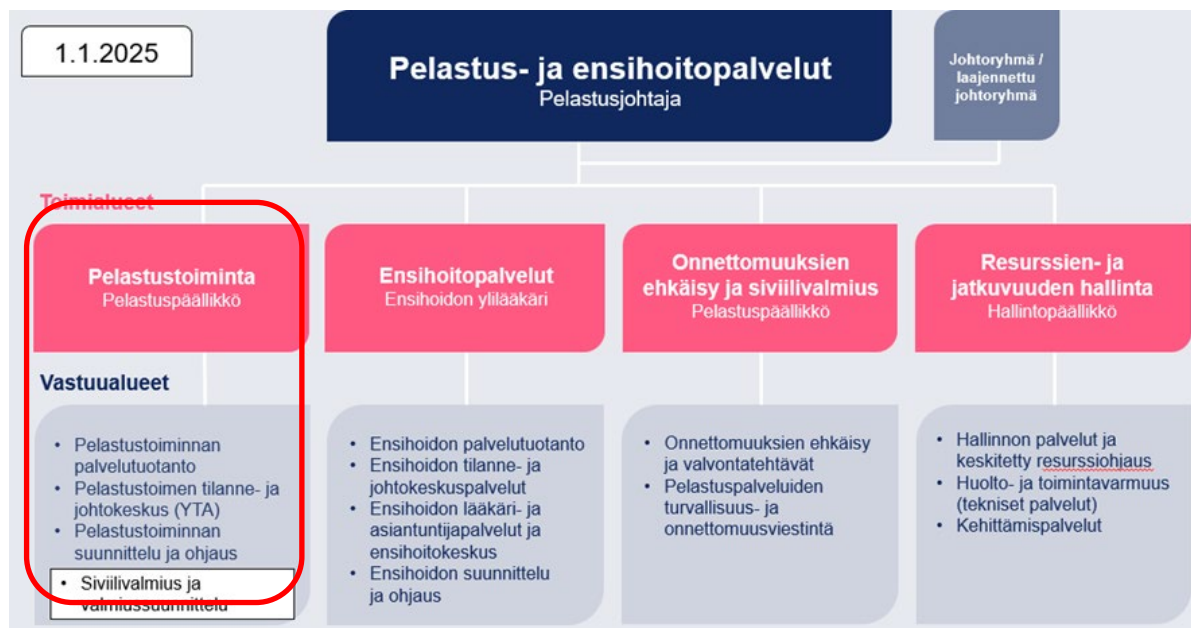 1.1.2025
Pelastus- ja ensihoitopalvelut
Pelastusjohtaja
Johtoryhmä /
laajennettu
johtoryhmä
Toimialueet
Pelastustoiminta
Pelastuspäällikkö
Ensihoitopalvelut
Ensihoidon ylilääkäri
Onnettomuuksien
ehkäisy ja siviilivalmius
Pelastuspäällikkö
Resurssien- ja
jatkuvuuden hallinta
Hallintopäällikkö
Vastuualueet
• Pelastustoiminnan
palvelutuotanto
• Pelastustoimen tilanne- ja
johtokeskus (YTA)
• Pelastustoiminnan
suunnittelu ja ohjaus
• Siviilivalmius ja
valmiussuunnittelu
• Ensihoidon palvelutuotanto
• Ensihoidon tilanne- ja
johtokeskuspalvelut
• Ensihoidon lääkäri- ja
asiantuntijapalvelut ja
ensihoitokeskus
• Ensihoidon suunnittelu
ja ohjaus
• Onnettomuuksien ehkäisy
ja valvontatehtävät
• Pelastuspalveluiden
turvallisuus- ja
onnettomuusviestintä
• Hallinnon palvelut ja
keskitetty resurssiohjaus
• Huolto- ja toimintavarmuus
(tekniset palvelut)
• Kehittämispalvelut